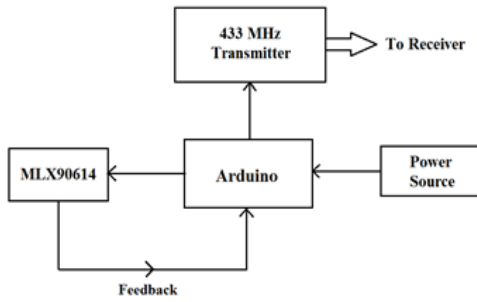 433 MHz
Transmitter
To Receiver
MLX90614
Arduino
Power
Source
Feedback